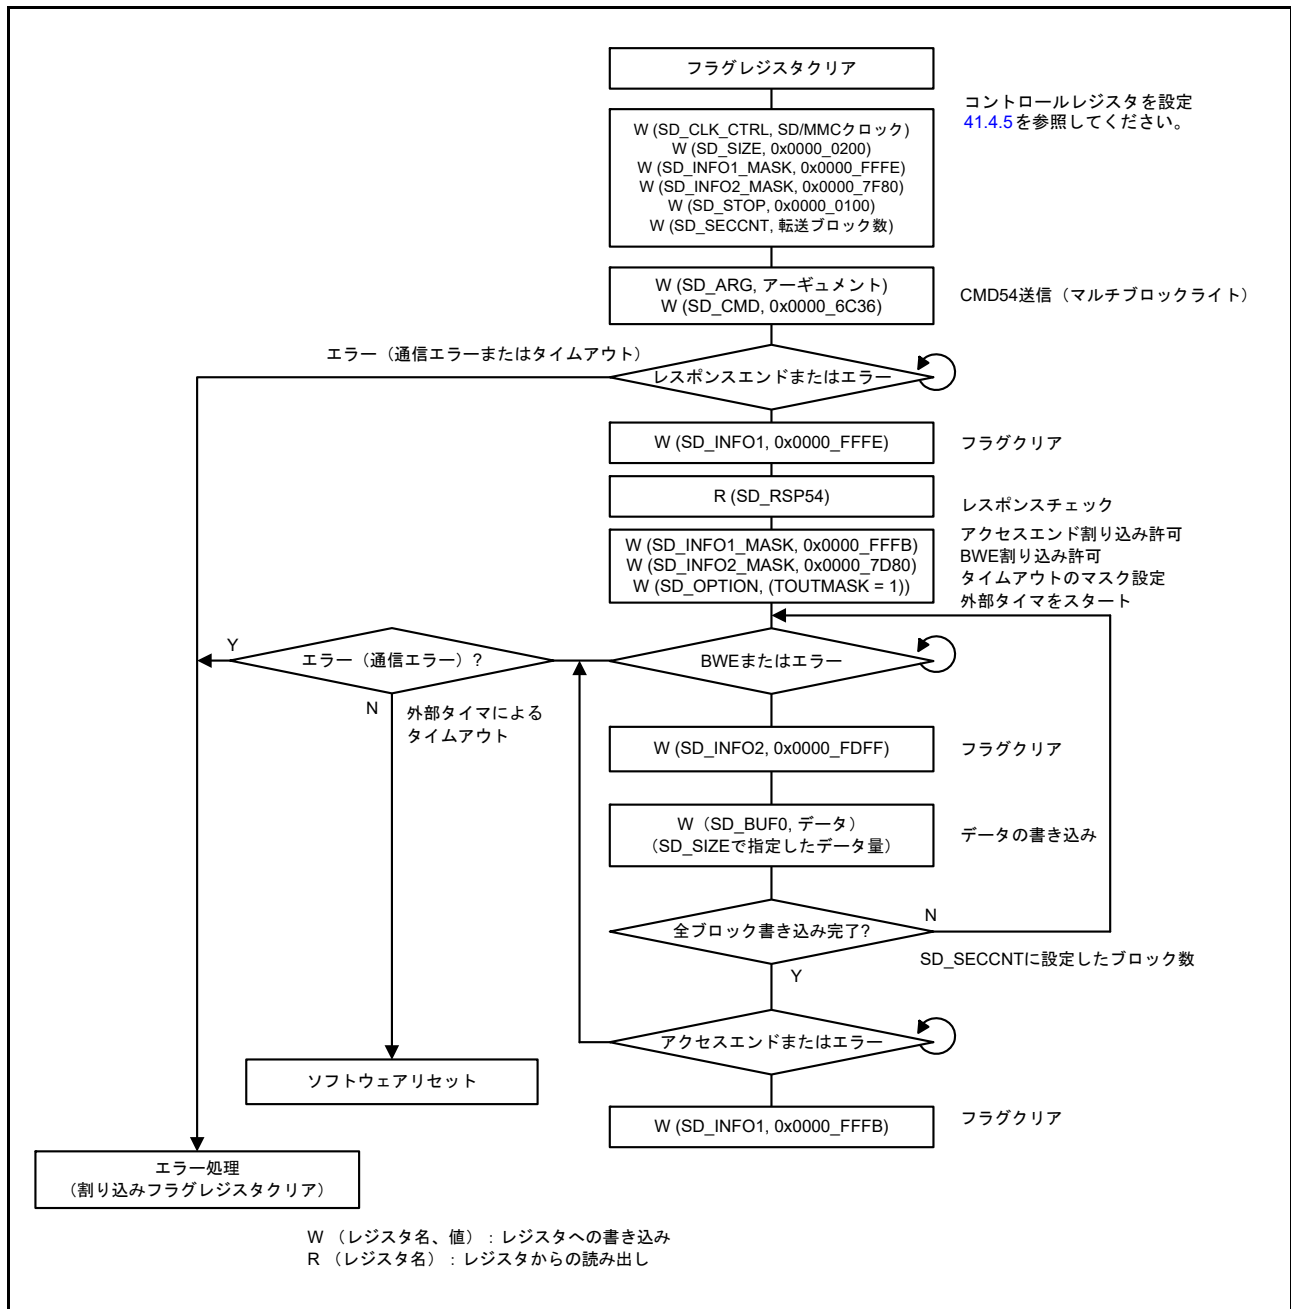 フラグレジスタクリア
コントロールレジスタを設定
41.4.5を参照してください。
W (SD_CLK_CTRL, SD/MMCクロック)
W (SD_SIZE, 0x0000_0200)
W (SD_INFO1_MASK, 0x0000_FFFE)
W (SD_INFO2_MASK, 0x0000_7F80)
W (SD_STOP, 0x0000_0100)
W (SD_SECCNT, 転送ブロック数)
W (SD_ARG, アーギュメント)
W (SD_CMD, 0x0000_6C36)
CMD54送信（マルチブロックライト）
エラー（通信エラーまたはタイムアウト）
レスポンスエンドまたはエラー
W (SD_INFO1, 0x0000_FFFE)
フラグクリア
R (SD_RSP54)
レスポンスチェック
W (SD_INFO1_MASK, 0x0000_FFFB)
W (SD_INFO2_MASK, 0x0000_7D80)
W (SD_OPTION, (TOUTMASK = 1))
アクセスエンド割り込み許可
BWE割り込み許可
タイムアウトのマスク設定
外部タイマをスタート
Y
エラー（通信エラー）?
BWEまたはエラー
N
外部タイマによる
タイムアウト
W (SD_INFO2, 0x0000_FDFF)
フラグクリア
W（SD_BUF0, データ）
（SD_SIZEで指定したデータ量）
データの書き込み
全ブロック書き込み完了?
N
SD_SECCNTに設定したブロック数
Y
アクセスエンドまたはエラー
ソフトウェアリセット
W (SD_INFO1, 0x0000_FFFB)
フラグクリア
エラー処理
（割り込みフラグレジスタクリア）
W （レジスタ名、値）：レジスタへの書き込み
R （レジスタ名）：レジスタからの読み出し